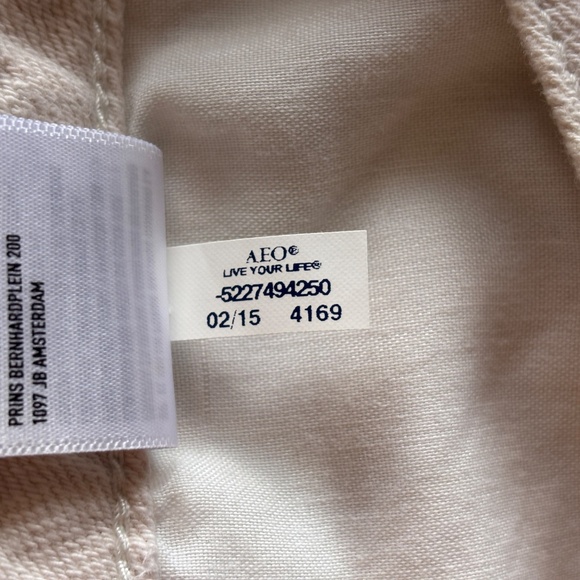 PRINS BERNHARDPLEIN 200
1097 JB AMSTERDAM
AEO®
LIVE YOUR LIFE®
-5227494250
02/15 4169